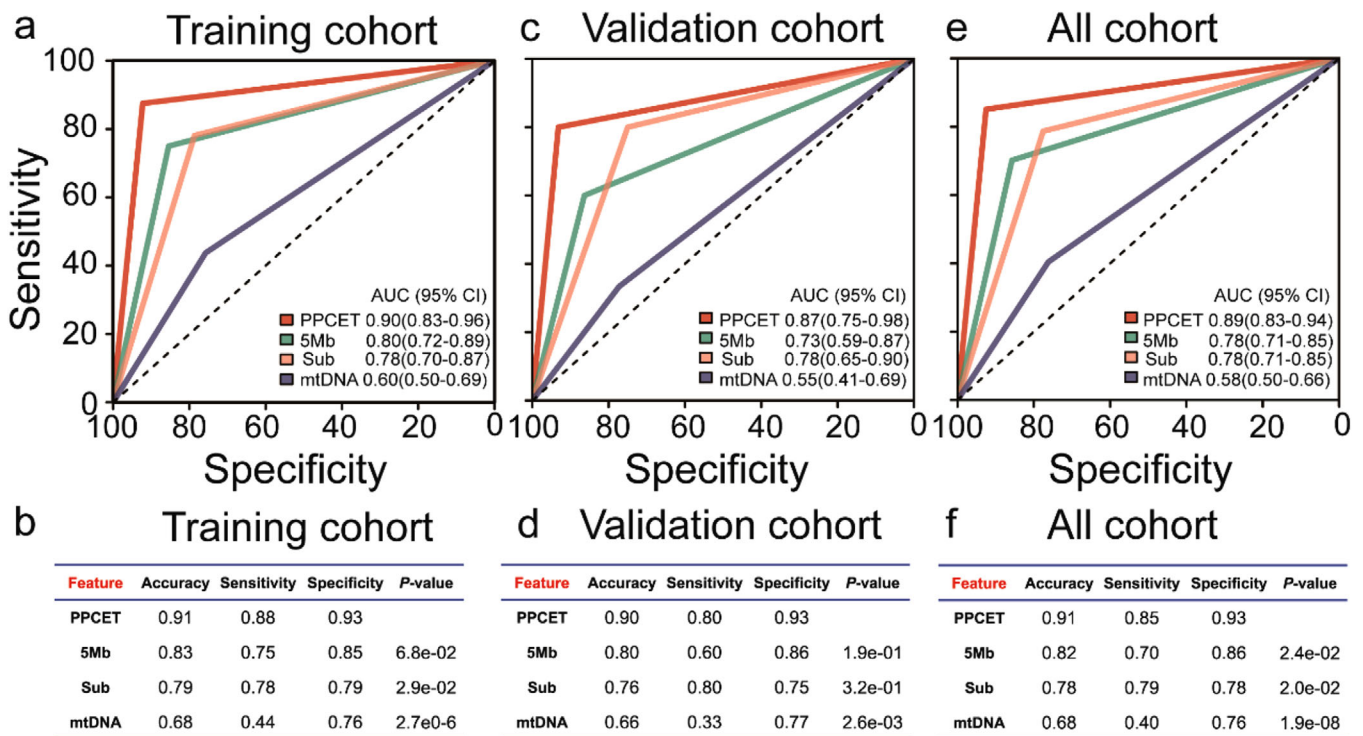 a Training cohort
c Validation cohort
e All cohort
Sensitivity
100
80
60
40
20
0
AUC (95% CI)
PPCET 0.90(0.83-0.96)
5Mb 0.80(0.72-0.89)
Sub 0.78(0.70-0.87)
mtDNA 0.60(0.50-0.69)
100 80 60 40 20 0
Specificity
AUC (95% CI)
PPCET 0.87(0.75-0.98)
5Mb 0.73(0.59-0.87)
Sub 0.78(0.65-0.90)
mtDNA 0.55(0.41-0.69)
100 80 60 40 20 0
Specificity
AUC (95% CI)
PPCET 0.89(0.83-0.94)
5Mb 0.78(0.71-0.85)
Sub 0.78(0.71-0.85)
mtDNA 0.58(0.50-0.66)
100 80 60 40 20 0
Specificity
b Training cohort
Feature Accuracy Sensitivity Specificity P-value
PPCET 0.91 0.88 0.93
5Mb 0.83 0.75 0.85 6.8e-02
Sub 0.79 0.78 0.79 2.9e-02
mtDNA 0.68 0.44 0.76 2.7e0-6
d Validation cohort
Feature Accuracy Sensitivity Specificity P-value
PPCET 0.90 0.80 0.93
5Mb 0.80 0.60 0.86 1.9e-01
Sub 0.76 0.80 0.75 3.2e-01
mtDNA 0.66 0.33 0.77 2.6e-03
f All cohort
Feature Accuracy Sensitivity Specificity P-value
PPCET 0.91 0.85 0.93
5Mb 0.82 0.70 0.86 2.4e-02
Sub 0.78 0.79 0.78 2.0e-02
mtDNA 0.68 0.40 0.76 1.9e-08